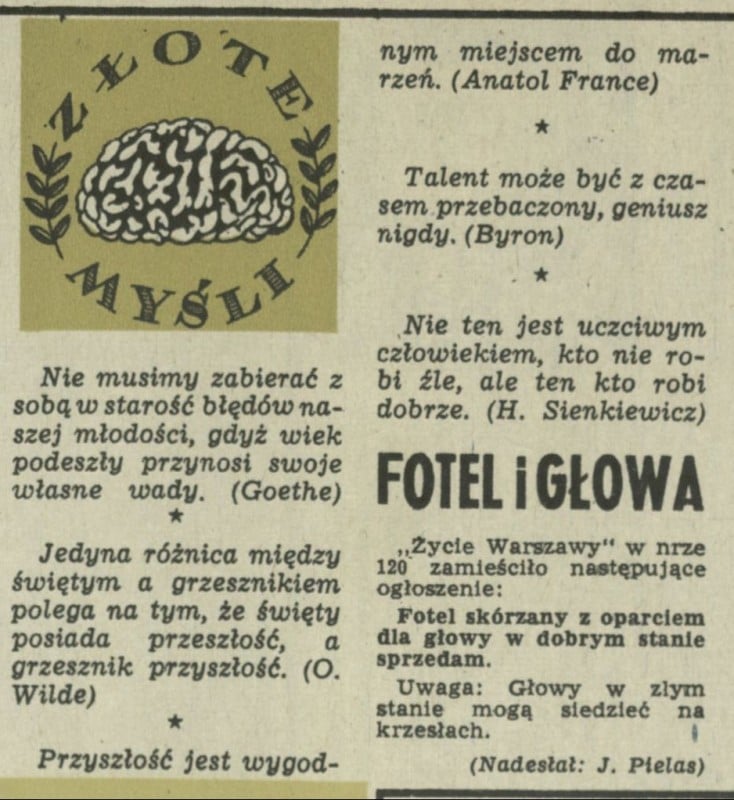 ZŁOTE
MYŚLI
Nie musimy zabierać z
sobą w starość błędów na-
szej młodości, gdyż wiek
podeszły przynosi swoje
własne wady. (Goethe)
★
Jedyna różnica między
świętym a grzesznikiem
polega na tym, że święty
posiada przeszłość, a
grzesznik przyszłość. (O.
Wilde)
★
Przyszłość jest wygod-
nym miejscem do ma-
rzeń. (Anatol France)
★
Talent może być z cza-
sem przebaczony, geniusz
nigdy. (Byron)
★
Nie ten jest uczciwym
człowiekiem, kto nie ro-
bi źle, ale ten kto robi
dobrze. (H. Sienkiewicz)
FOTEL i GŁOWA
„Życie Warszawy" w nrze
120 zamieściło następujące
ogłoszenie:
Fotel skórzany z oparciem
dla głowy w dobrym stanie
sprzedam.
Uwaga: Głowy w złym
stanie mogą siedzieć na
krzesłach.
(Nadesłał: J. Pielas)